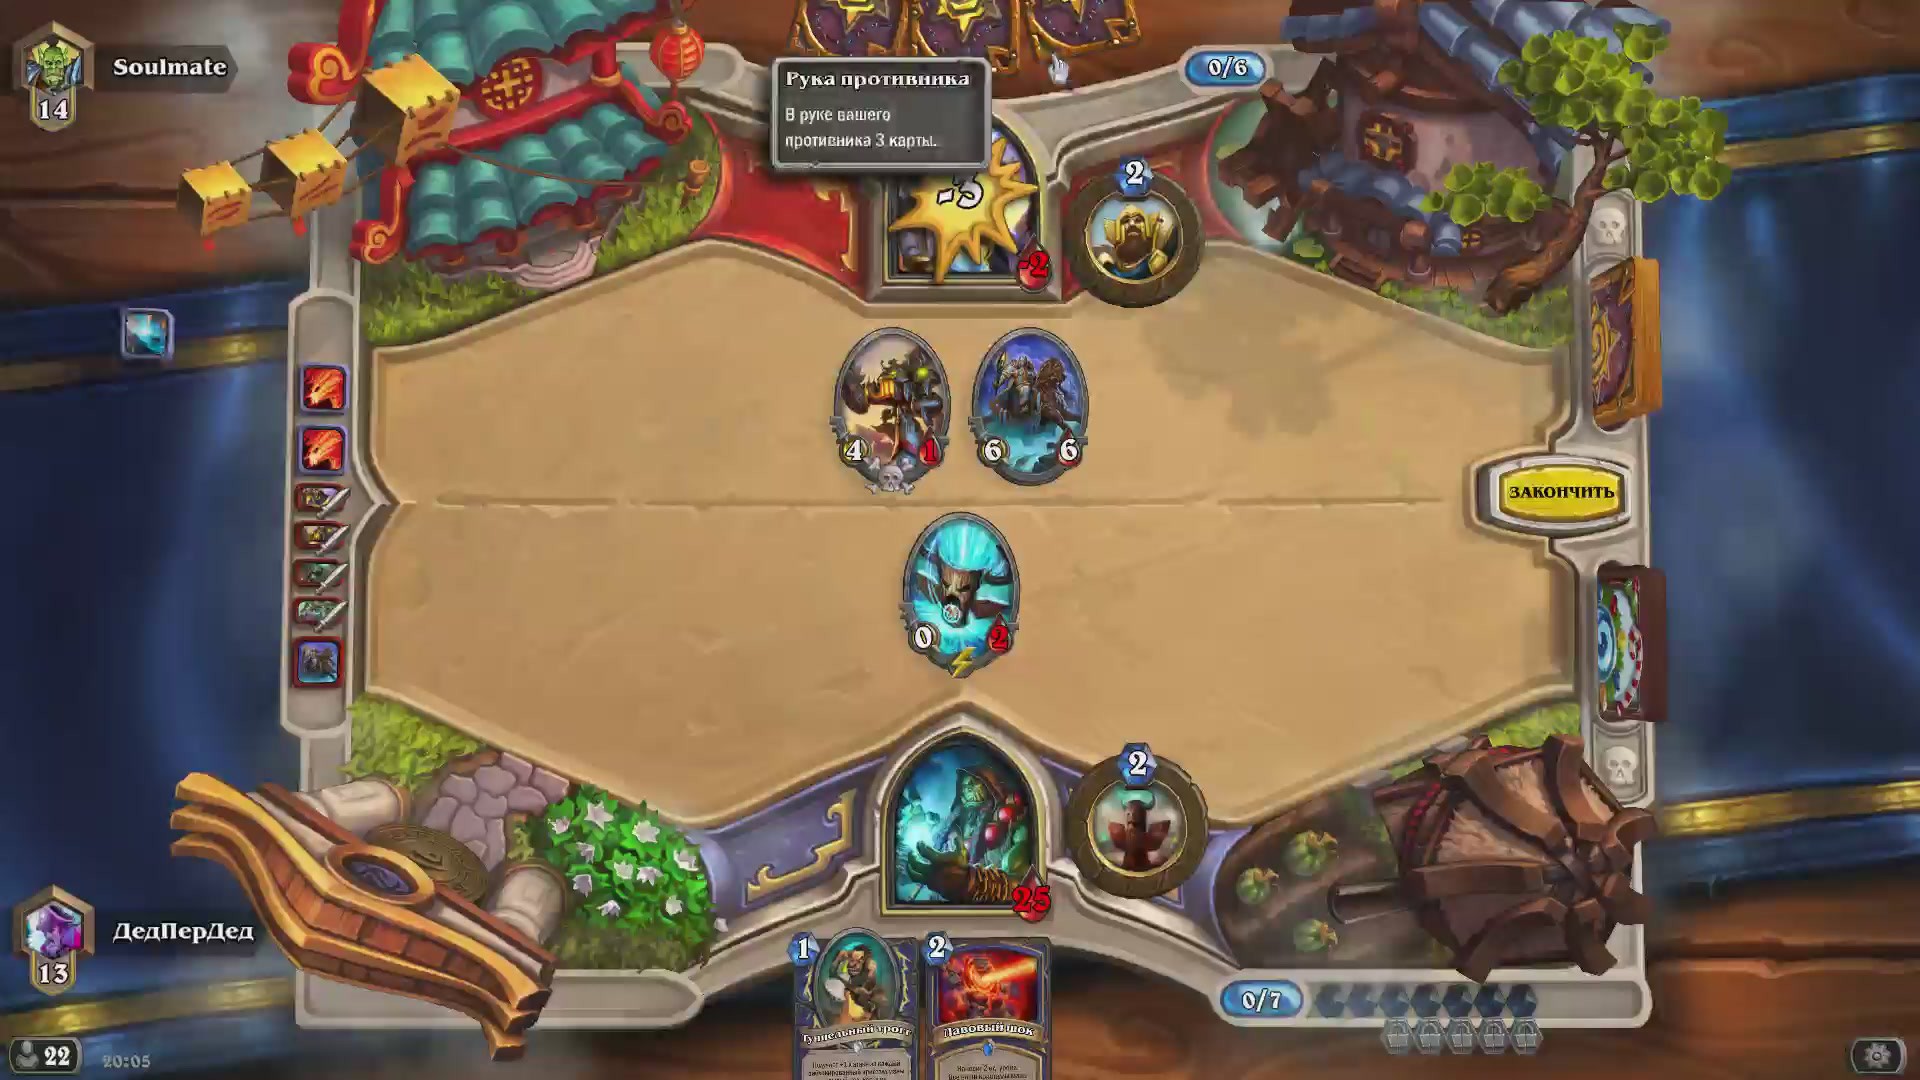 Soulmate
14
Рука противника
В руке вашего
противника 3 карты.
0/6
-3
-2
2
4
1
6
6
ЗАКОНЧИТЬ
0
2
2
25
ДедПерДед
13
1
2
Туннельный трогг
Лавовый шок
0/7
22
20:05